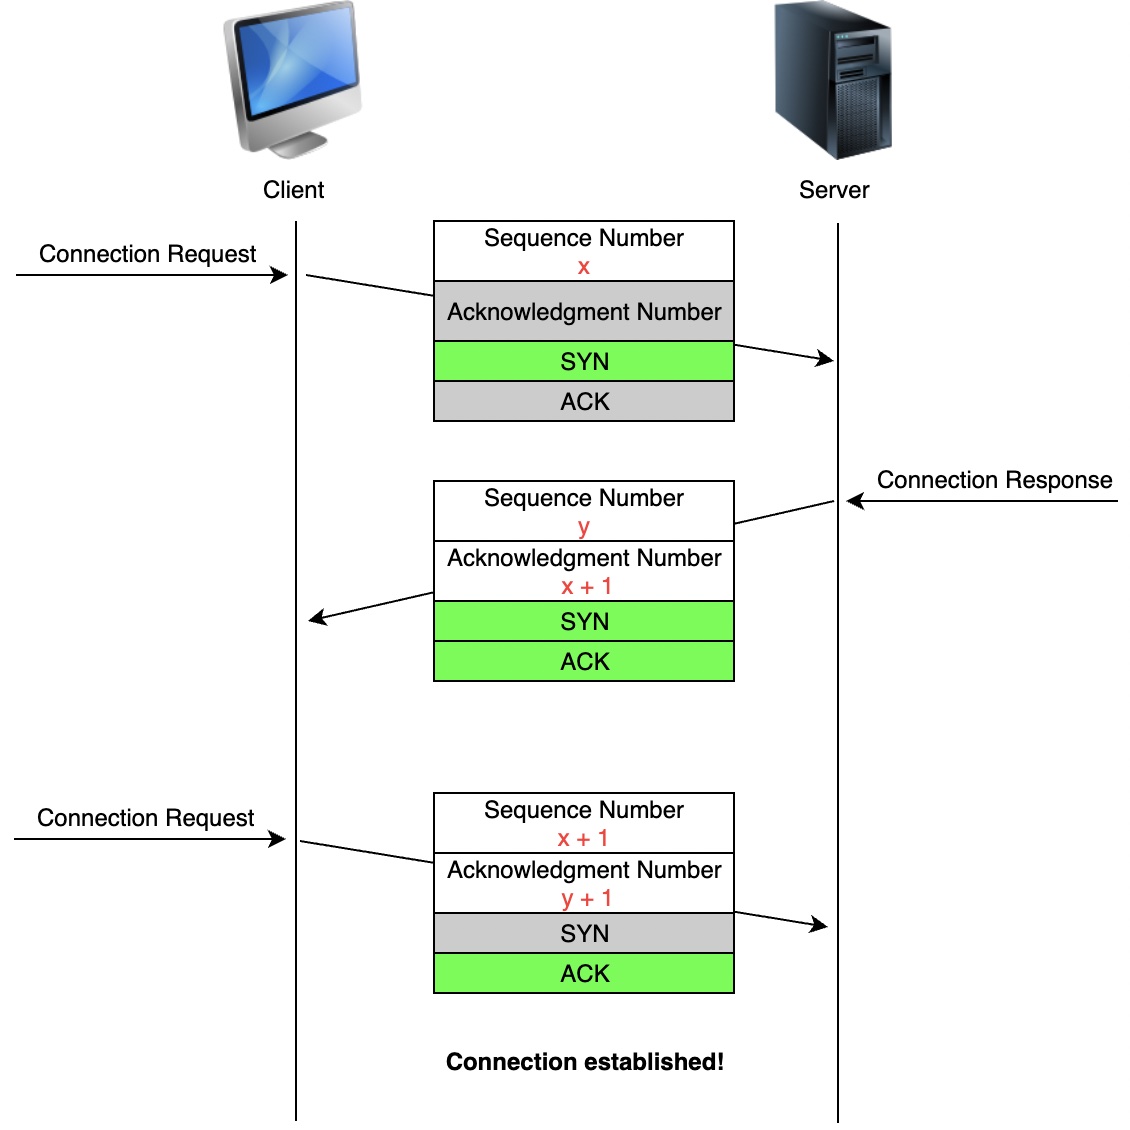 Client
Server
Connection Request
Sequence Number
x
Acknowledgment Number
SYN
ACK
Connection Response
Sequence Number
y
Acknowledgment Number
x + 1
SYN
ACK
Connection Request
Sequence Number
x + 1
Acknowledgment Number
y + 1
SYN
ACK
Connection established!